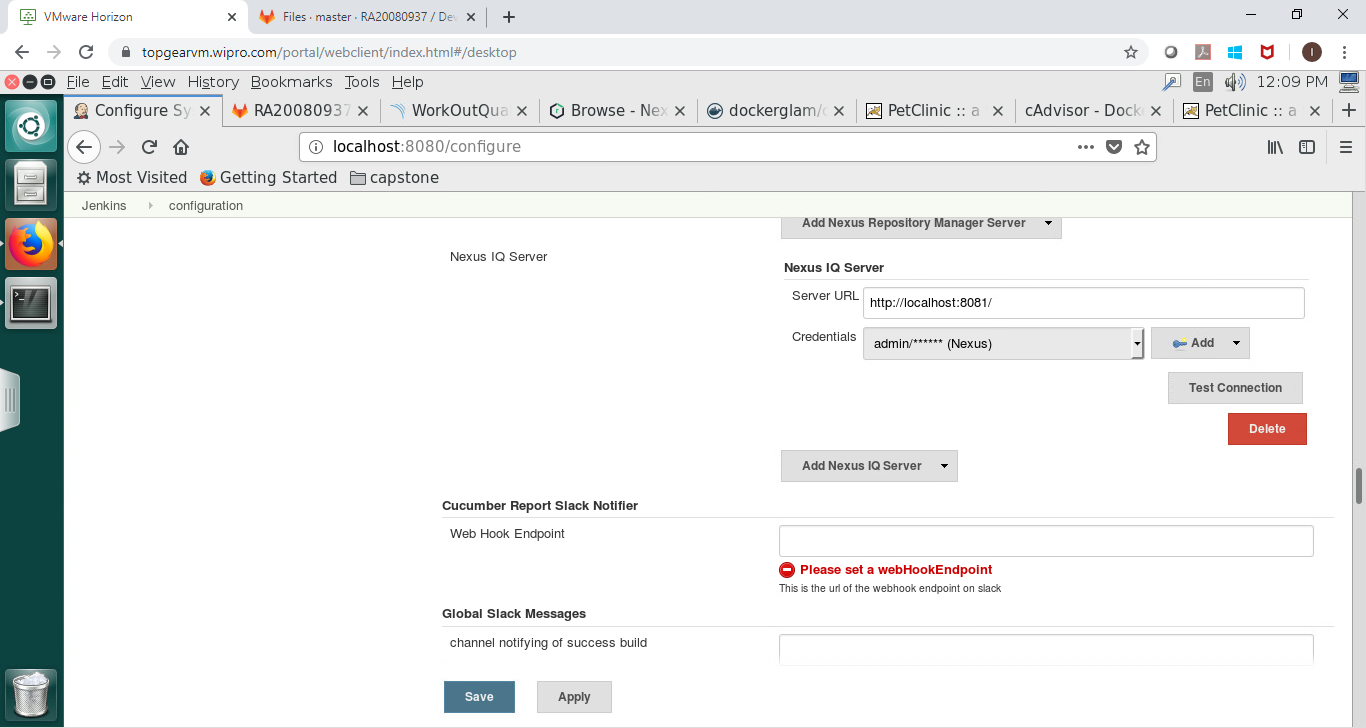 VMware Horizon
Files · master · RA20080937 / De
topgearvm.wipro.com/portal/webclient/index.html#/desktop
I
File Edit View History Bookmarks Tools Help
En
12:09 PM
Configure Sy
RA20080937
WorkOutQua
Browse - Nex
dockerglam/c
PetClinic :: a
cAdvisor - Docke
PetClinic :: a
localhost:8080/configure
Most Visited Getting Started capstone
Jenkins configuration
Add Nexus Repository Manager Server
Nexus IQ Server
Nexus IQ Server
Server URL http://localhost:8081/
Credentials admin/****** (Nexus) Add
Test Connection
Delete
Add Nexus IQ Server
Cucumber Report Slack Notifier
Web Hook Endpoint
Please set a webHookEndpoint
This is the url of the webhook endpoint on slack
Global Slack Messages
channel notifying of success build
Save Apply